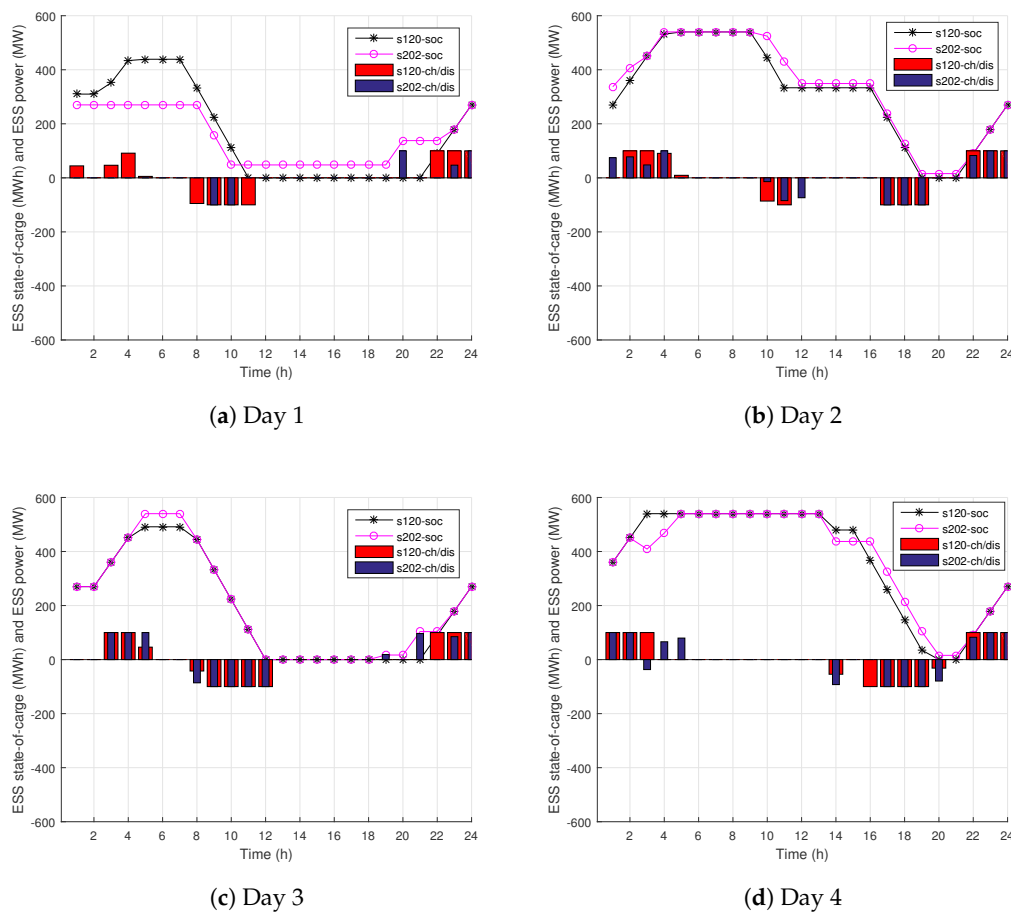 ESS state-of-carge (MWh) and ESS power (MW)
600
400
200
0
-200
-400
-600
2 4 6 8 10 12 14 16 18 20 22 24
Time (h)
s120-soc
s202-soc
s120-ch/dis
s202-ch/dis
(a) Day 1
ESS state-of-carge (MWh) and ESS power (MW)
600
400
200
0
-200
-400
-600
2 4 6 8 10 12 14 16 18 20 22 24
Time (h)
s120-soc
s202-soc
s120-ch/dis
s202-ch/dis
(b) Day 2
ESS state-of-carge (MWh) and ESS power (MW)
600
400
200
0
-200
-400
-600
2 4 6 8 10 12 14 16 18 20 22 24
Time (h)
s120-soc
s202-soc
s120-ch/dis
s202-ch/dis
(c) Day 3
ESS state-of-carge (MWh) and ESS power (MW)
600
400
200
0
-200
-400
-600
2 4 6 8 10 12 14 16 18 20 22 24
Time (h)
s120-soc
s202-soc
s120-ch/dis
s202-ch/dis
(d) Day 4